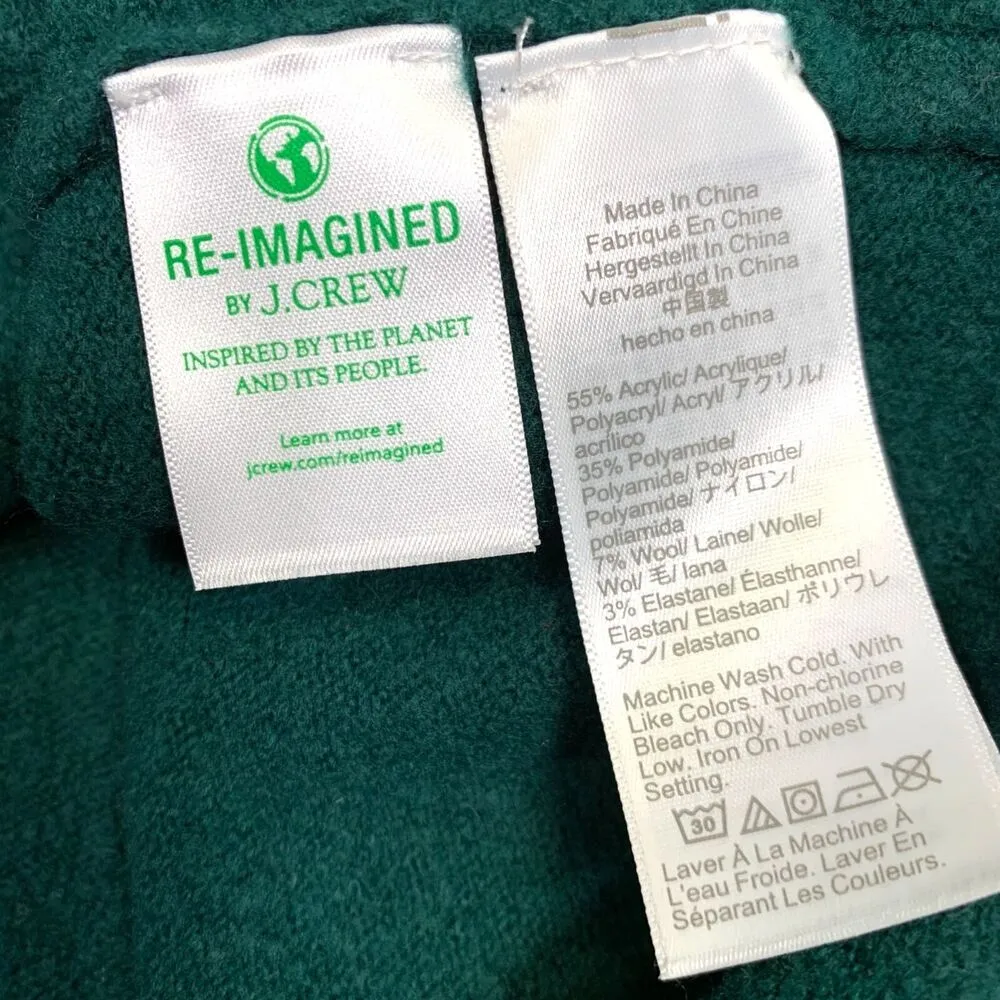 RE-IMAGINED
BY J.CREW
INSPIRED BY THE PLANET
AND ITS PEOPLE.
Learn more at
jcrew.com/reimagined
Made In China
Fabriqué En Chine
Hergestellt In China
Vervaardigd In China
中国製
hecho en china
55% Acrylic/ Acrylique/
Polyacryl/ Acryl/ アクリル/
acrílico
35% Polyamide/
Polyamide/ Polyamide/
Polyamide/ ナイロン/
poliamida
7% Wool/ Laine/ Wolle/
Wol/ 毛/ lana
3% Elastane/ Élasthanne/
Elastan/ Elastaan/ ポリウレ
タン/ elastano
Machine Wash Cold. With
Like Colors. Non-chlorine
Bleach Only. Tumble Dry
Low. Iron On Lowest
Setting.
30
Laver À La Machine À
L'eau Froide. Laver En
Séparant Les Couleurs.